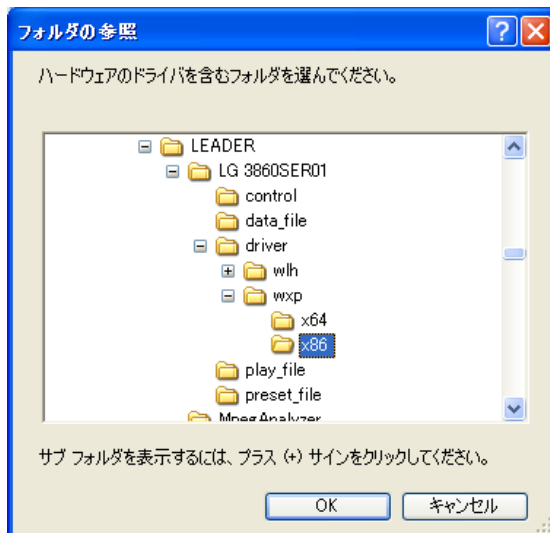 フォルダの参照
ハードウェアのドライバを含むフォルダを選んでください。
LEADER
LG 3860SER01
control
data_file
driver
wlh
wxp
x64
x86
play_file
preset_file
MpegAnalyzer
サブ フォルダを表示するには、プラス (+) サインをクリックしてください。
OK
キャンセル